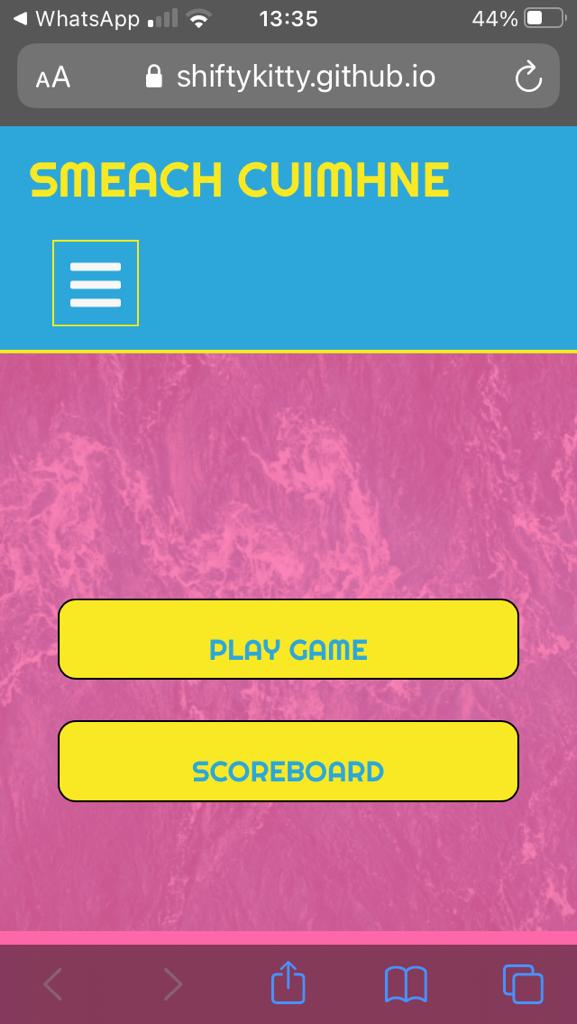 WhatsApp 13:35 44%
AA shiftykitty.github.io
SMEACH CUIMHNE
PLAY GAME
SCOREBOARD